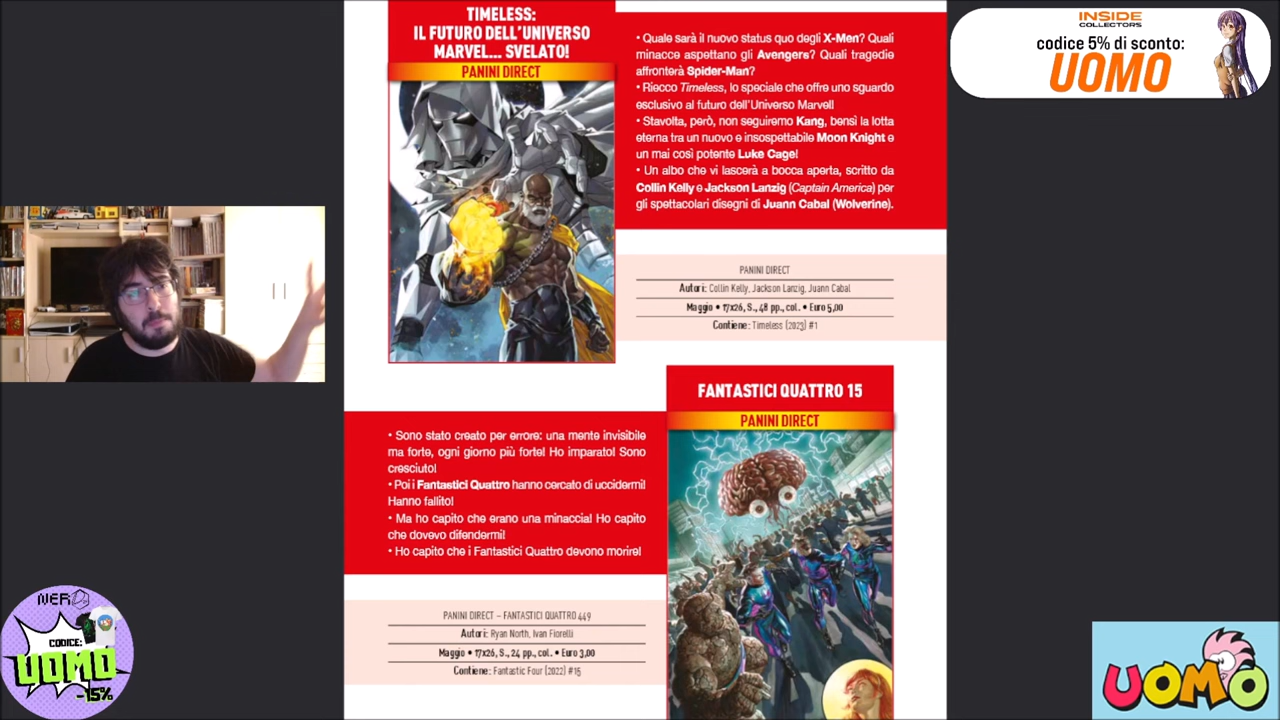 TIMELESS:
IL FUTURO DELL'UNIVERSO
MARVEL... SVELATO!
PANINI DIRECT
• Quale sarà il nuovo status quo degli X-Men? Quali
minacce aspettano gli Avengers? Quali tragedie
affronterà Spider-Man?
• Riecco Timeless, lo speciale che offre uno sguardo
esclusivo al futuro dell'Universo Marvel!
• Stavolta, però, non seguiremo Kang, bensì la lotta
eterna tra un nuovo e insospettabile Moon Knight e
un mai così potente Luke Cage!
• Un albo che vi lascerà a bocca aperta, scritto da
Collin Kelly e Jackson Lanzig (Captain America) per
gli spettacolari disegni di Juann Cabal (Wolverine).
PANINI DIRECT
Autori: Collin Kelly, Jackson Lanzig, Juann Cabal
Maggio • 17x26, S., 48 pp., col. • Euro 5,00
Contiene: Timeless (2023) #1
FANTASTICI QUATTRO 15
PANINI DIRECT
• Sono stato creato per errore: una mente invisibile
ma forte, ogni giorno più forte! Ho imparato! Sono
cresciuto!
• Poi i Fantastici Quattro hanno cercato di uccidermi!
Hanno fallito!
• Ma ho capito che erano una minaccia! Ho capito
che dovevo difendermi!
• Ho capito che i Fantastici Quattro devono morire!
PANINI DIRECT – FANTASTICI QUATTRO 449
Autori: Ryan North, Ivan Fiorelli
Maggio • 17x26, S., 24 pp., col. • Euro 3,00
Contiene: Fantastic Four (2022) #15
INSIDE
COLLECTORS
codice 5% di sconto:
UOMO
NERD
CODICE:
UOMO
-15%
UOMO